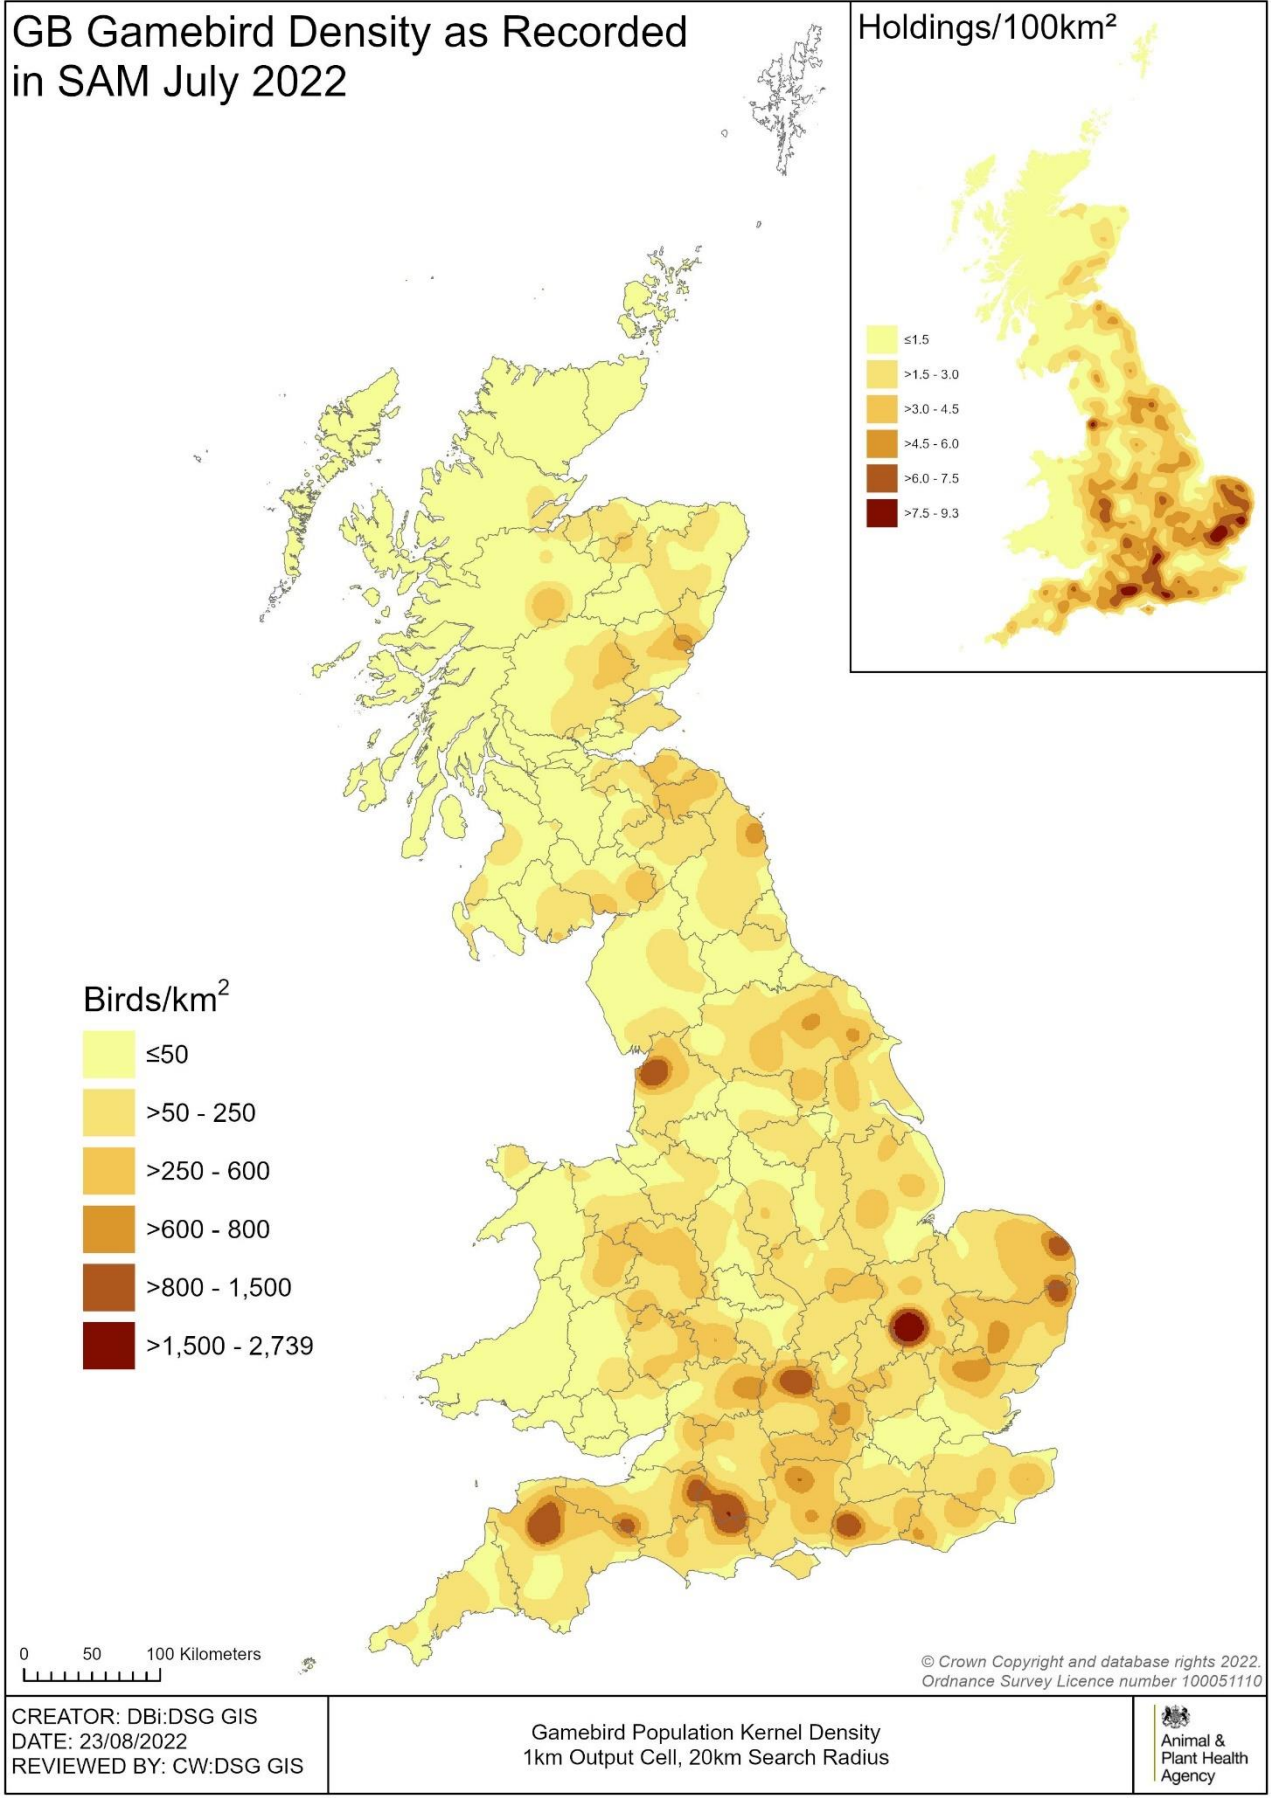 GB Gamebird Density as Recorded
in SAM July 2022
Holdings/100km²
≤1.5
>1.5 - 3.0
>3.0 - 4.5
>4.5 - 6.0
>6.0 - 7.5
>7.5 - 9.3
Birds/km²
≤50
>50 - 250
>250 - 600
>600 - 800
>800 - 1,500
>1,500 - 2,739
0 50 100 Kilometers
© Crown Copyright and database rights 2022.
Ordnance Survey Licence number 100051110
CREATOR: DBi:DSG GIS
DATE: 23/08/2022
REVIEWED BY: CW:DSG GIS
Gamebird Population Kernel Density
1km Output Cell, 20km Search Radius
Animal &
Plant Health
Agency